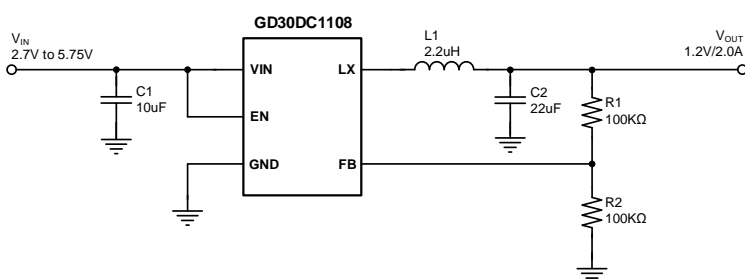 GD30DC1108
VIN
2.7V to 5.75V
L1
2.2uH
VOUT
1.2V/2.0A
VIN
LX
C1
10uF
C2
22uF
R1
100KΩ
EN
GND
FB
R2
100KΩ